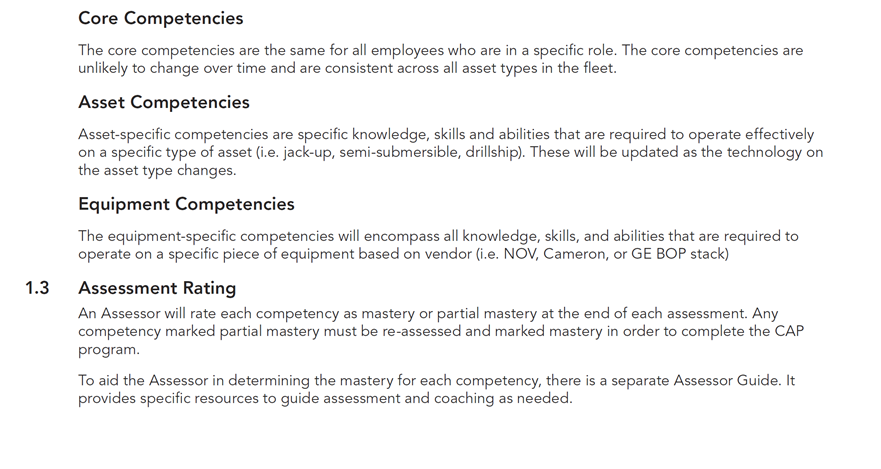 Core Competencies
The core competencies are the same for all employees who are in a specific role. The core competencies are
unlikely to change over time and are consistent across all asset types in the fleet.
Asset Competencies
Asset-specific competencies are specific knowledge, skills and abilities that are required to operate effectively
on a specific type of asset (i.e. jack-up, semi-submersible, drillship). These will be updated as the technology on
the asset type changes.
Equipment Competencies
The equipment-specific competencies will encompass all knowledge, skills, and abilities that are required to
operate on a specific piece of equipment based on vendor (i.e. NOV, Cameron, or GE BOP stack)
1.3 Assessment Rating
An Assessor will rate each competency as mastery or partial mastery at the end of each assessment. Any
competency marked partial mastery must be re-assessed and marked mastery in order to complete the CAP
program.
To aid the Assessor in determining the mastery for each competency, there is a separate Assessor Guide. It
provides specific resources to guide assessment and coaching as needed.